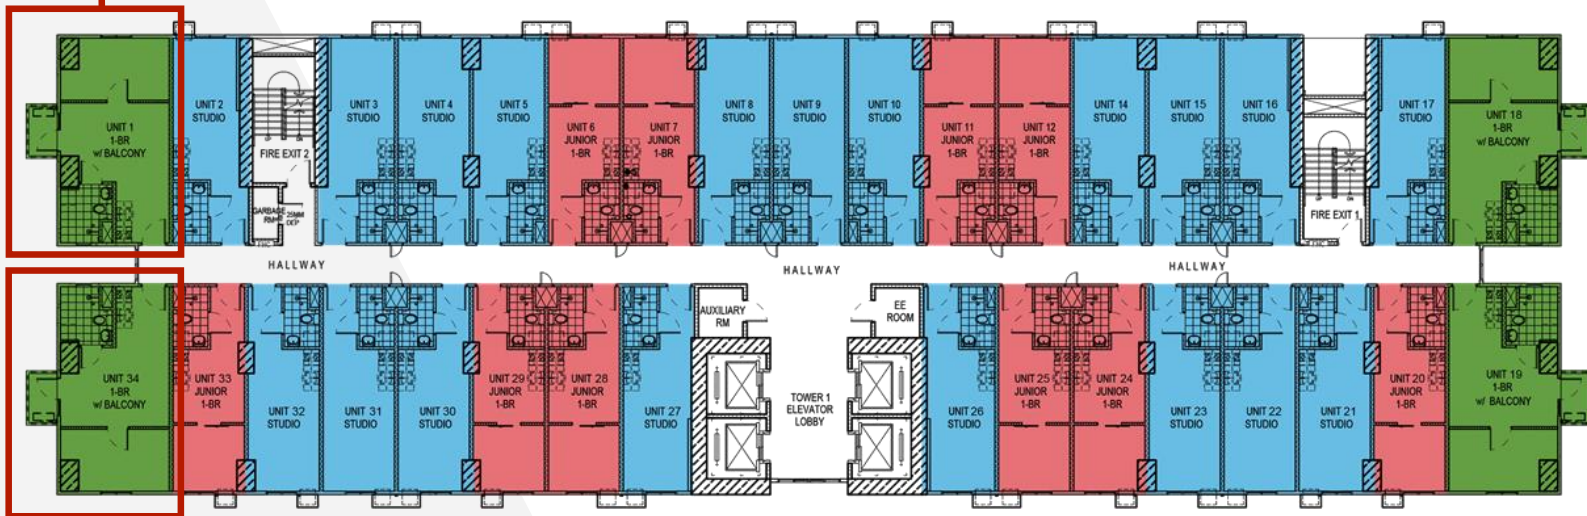 UNIT 1
1-BR
w/ BALCONY
UNIT 2
STUDIO
FIRE EXIT 2
GARBAGE
RM
25MM
DEP
UNIT 3
STUDIO
UNIT 4
STUDIO
UNIT 5
STUDIO
UNIT 6
JUNIOR
1-BR
UNIT 7
JUNIOR
1-BR
UNIT 8
STUDIO
UNIT 9
STUDIO
UNIT 10
STUDIO
UNIT 11
JUNIOR
1-BR
UNIT 12
JUNIOR
1-BR
UNIT 14
STUDIO
UNIT 15
STUDIO
UNIT 16
STUDIO
FIRE EXIT 1
UNIT 17
STUDIO
UNIT 18
1-BR
w/ BALCONY
HALLWAY
HALLWAY
HALLWAY
UNIT 34
1-BR
w/ BALCONY
UNIT 33
JUNIOR
1-BR
UNIT 32
STUDIO
UNIT 31
STUDIO
UNIT 30
STUDIO
UNIT 29
JUNIOR
1-BR
UNIT 28
JUNIOR
1-BR
UNIT 27
STUDIO
AUXILIARY
RM
TOWER 1
ELEVATOR
LOBBY
EE
ROOM
UNIT 26
STUDIO
UNIT 25
JUNIOR
1-BR
UNIT 24
JUNIOR
1-BR
UNIT 23
STUDIO
UNIT 22
STUDIO
UNIT 21
STUDIO
UNIT 20
JUNIOR
1-BR
UNIT 19
1-BR
w/ BALCONY